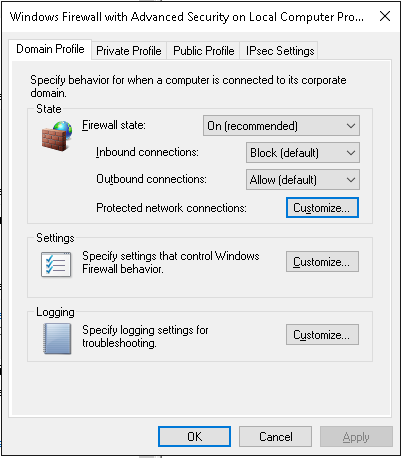 Windows Firewall with Advanced Security on Local Computer Pro...
Domain Profile Private Profile Public Profile IPsec Settings
Specify behavior for when a computer is connected to its corporate
domain.
State
Firewall state: On (recommended)
Inbound connections: Block (default)
Outbound connections: Allow (default)
Protected network connections: Customize...
Settings
Specify settings that control Windows
Firewall behavior.
Customize...
Logging
Specify logging settings for
troubleshooting.
Customize...
OK Cancel Apply